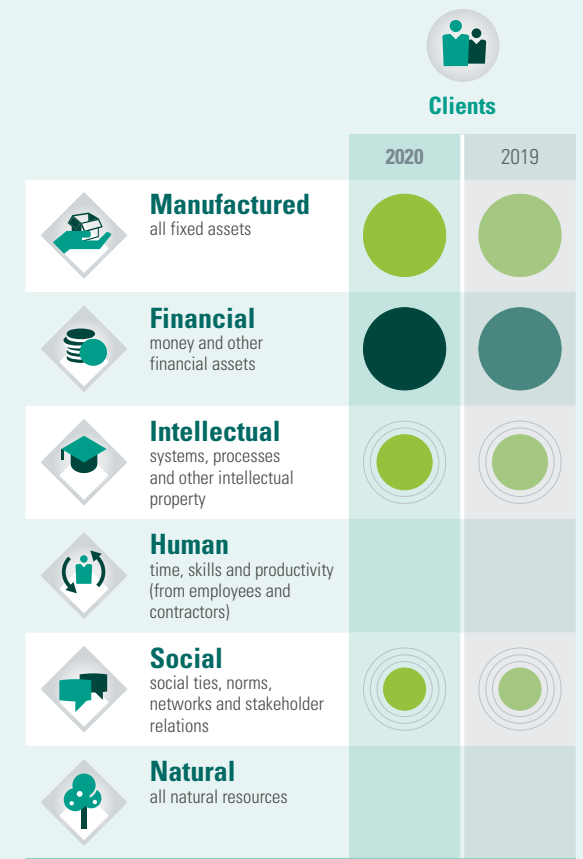 Clients
2020
2019
Manufactured
all fixed assets
Financial
money and other
financial assets
Intellectual
systems, processes
and other intellectual
property
Human
time, skills and productivity
(from employees and
contractors)
Social
social ties, norms,
networks and stakeholder
relations
Natural
all natural resources